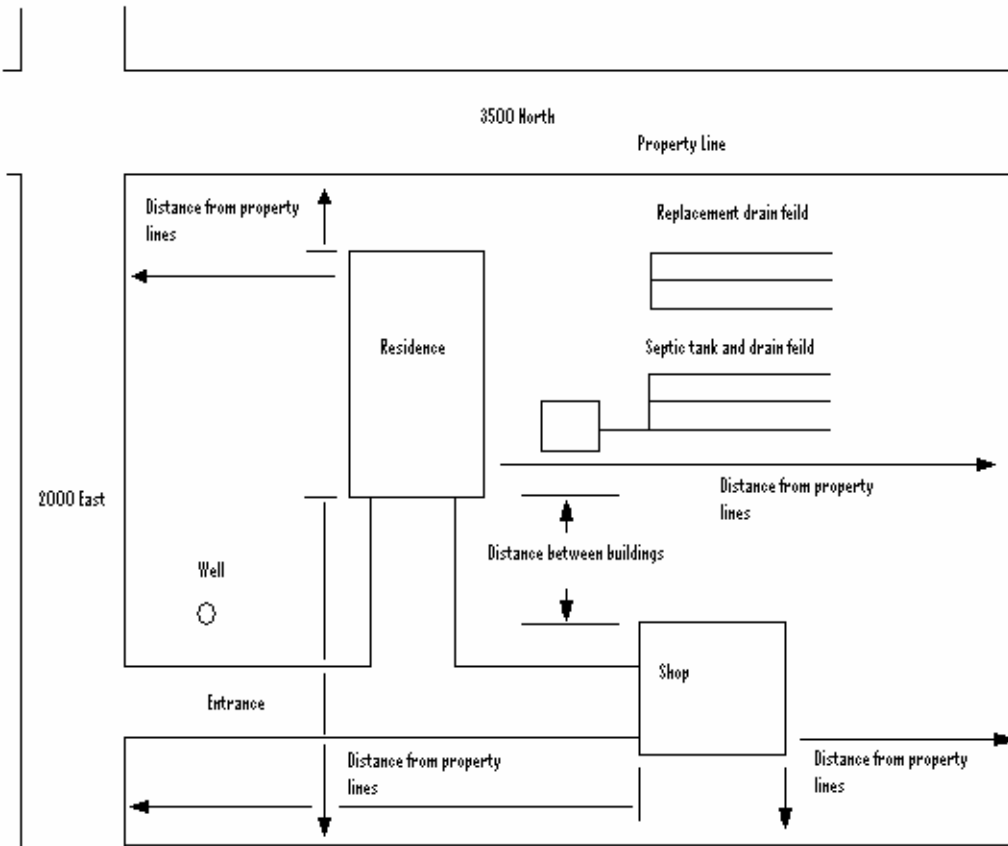 3500 North
Property Line
Distance from property
lines
Replacement drain feild
Residence
Septic tank and drain feild
2000 East
Distance from property
lines
Distance between buildings
Well
Shop
Entrance
Distance from property
lines
Distance from property
lines